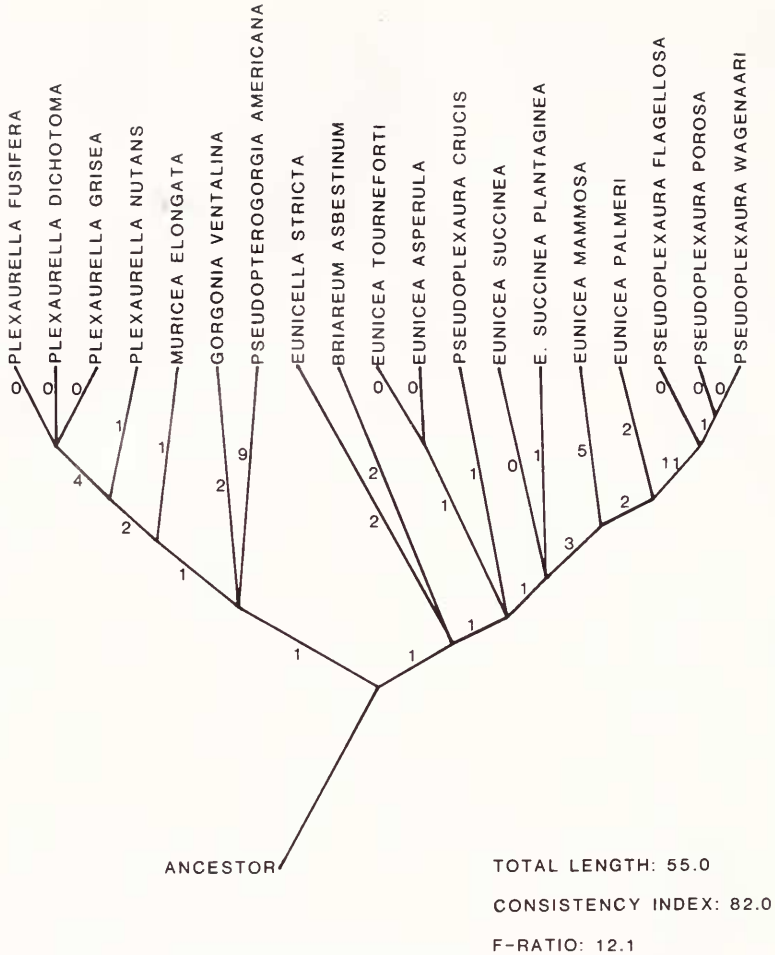 PLEXAURELLA FUSIFERA
PLEXAURELLA DICHOTOMA
PLEXAURELLA GRISEA
PLEXAURELLA NUTANS
MURICEA ELONGATA
GORGONIA VENTALINA
PSEUDOPTEROGORGIA AMERICANA
EUNICELLA STRICTA
BRIAREUM ASBESTINUM
EUNICEA TOURNEFORTI
EUNICEA ASPERULA
PSEUDOPLEXAURA CRUCIS
EUNICEA SUCCINEA
E. SUCCINEA PLANTAGINEA
EUNICEA MAMMOSA
EUNICEA PALMERI
PSEUDOPLEXAURA FLAGELLOSA
PSEUDOPLEXAURA POROSA
PSEUDOPLEXAURA WAGENAARI
0 0 0 0 0 0 0 0
1 2 1
1 9 5
4 2 2 1 0 1 11
2 2 1 2
1 3
1 1
1 1 1
ANCESTOR
TOTAL LENGTH: 55.0
CONSISTENCY INDEX: 82.0
F-RATIO: 12.1